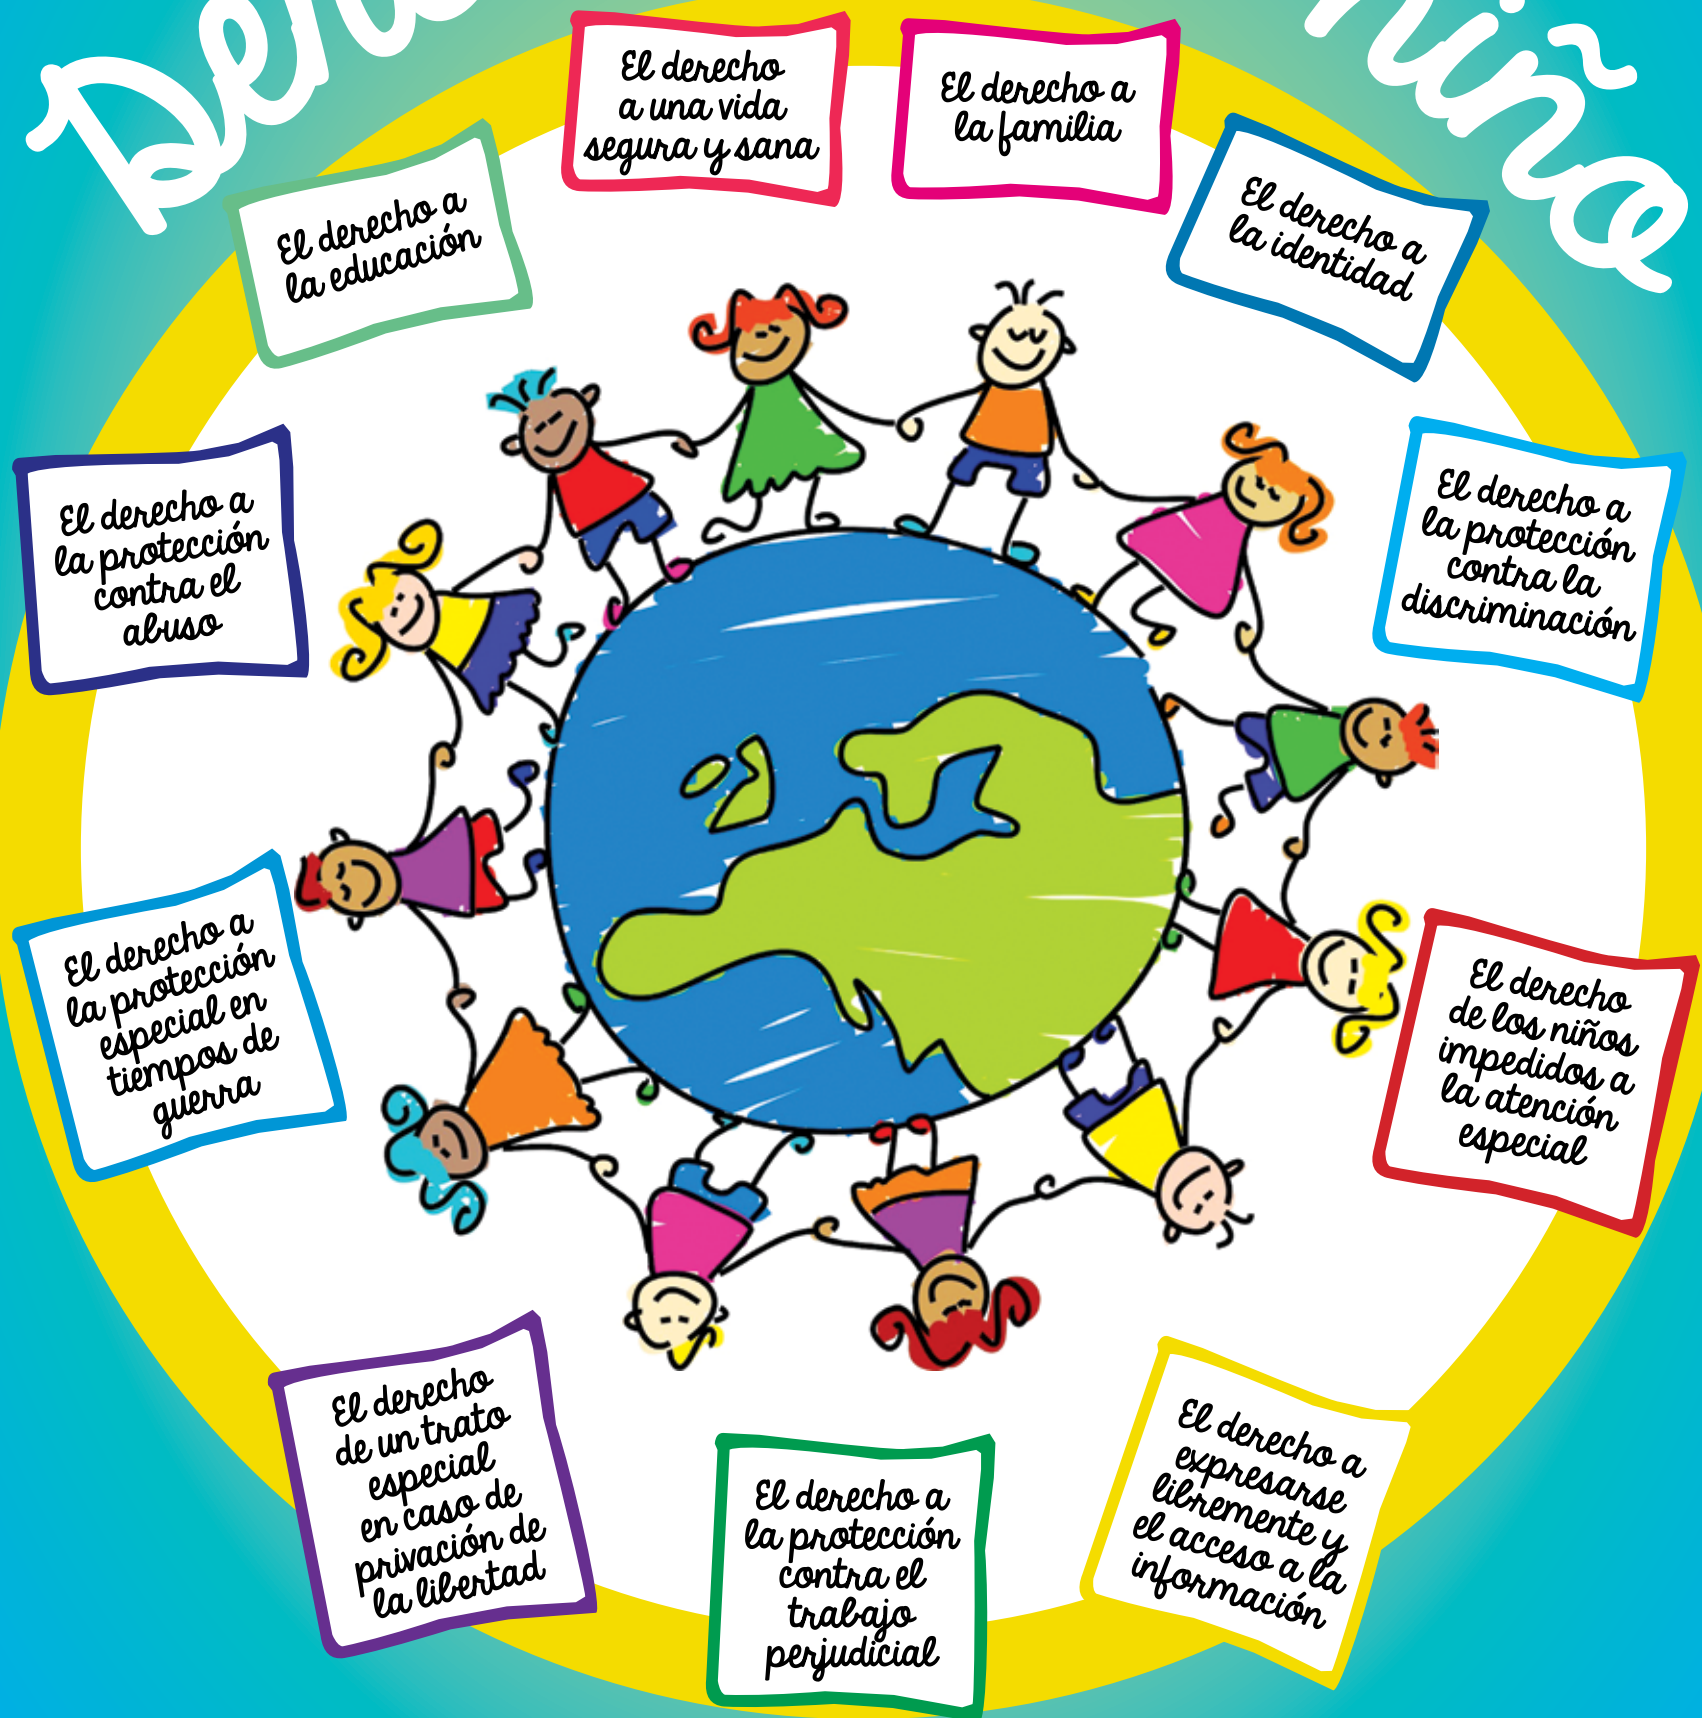 niño
El derecho
a una vida
segura y sana
El derecho a
la familia
El derecho a
la identidad
El derecho a
la protección
contra la
discriminación
El derecho
de los niños
impedidos a
la atención
especial
El derecho a
expresarse
libremente y
el acceso a la
información
El derecho a
la protección
contra el
trabajo
perjudicial
El derecho
de un trato
especial
en caso de
privación de
la libertad
El derecho a
la protección
especial en
tiempos de
guerra
El derecho a
la protección
contra el
abuso
El derecho a
la educación